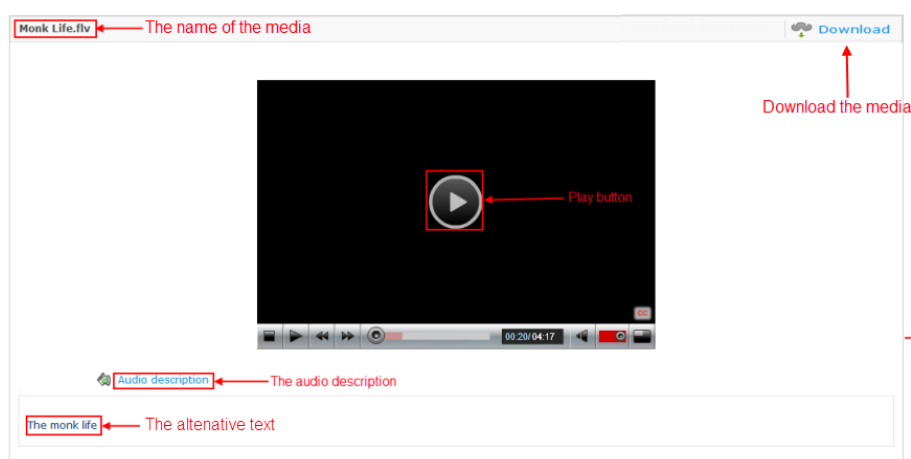 Monk Life.flv
The name of the media
Download
Download the media
Play button
CC
00:20/04:17
Audio description
The audio description
The monk life
The altenative text